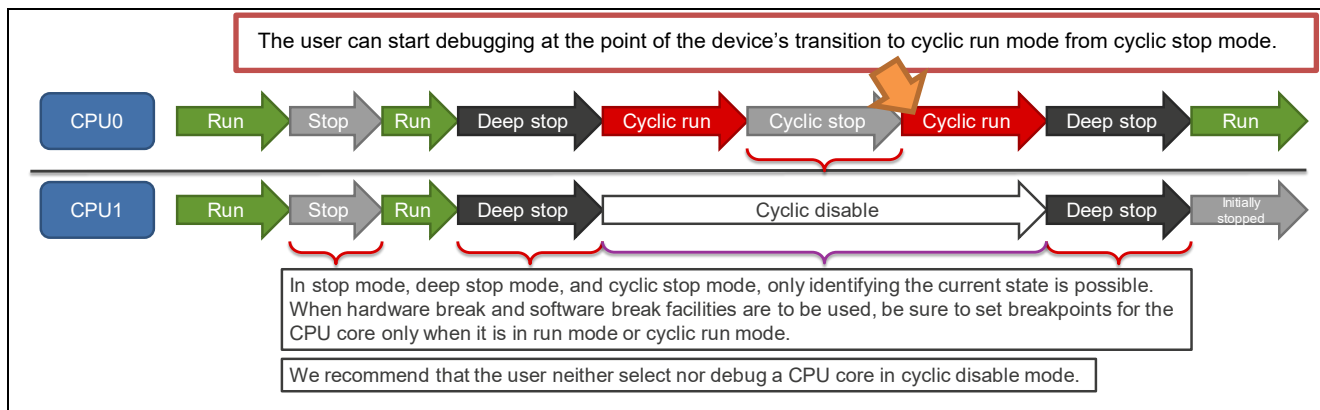 The user can start debugging at the point of the device's transition to cyclic run mode from cyclic stop mode.
CPU0
Run
Stop
Run
Deep stop
Cyclic run
Cyclic stop
Cyclic run
Deep stop
Run
CPU1
Run
Stop
Run
Deep stop
Cyclic disable
Deep stop
Initially
stopped
In stop mode, deep stop mode, and cyclic stop mode, only identifying the current state is possible.
When hardware break and software break facilities are to be used, be sure to set breakpoints for the
CPU core only when it is in run mode or cyclic run mode.
We recommend that the user neither select nor debug a CPU core in cyclic disable mode.